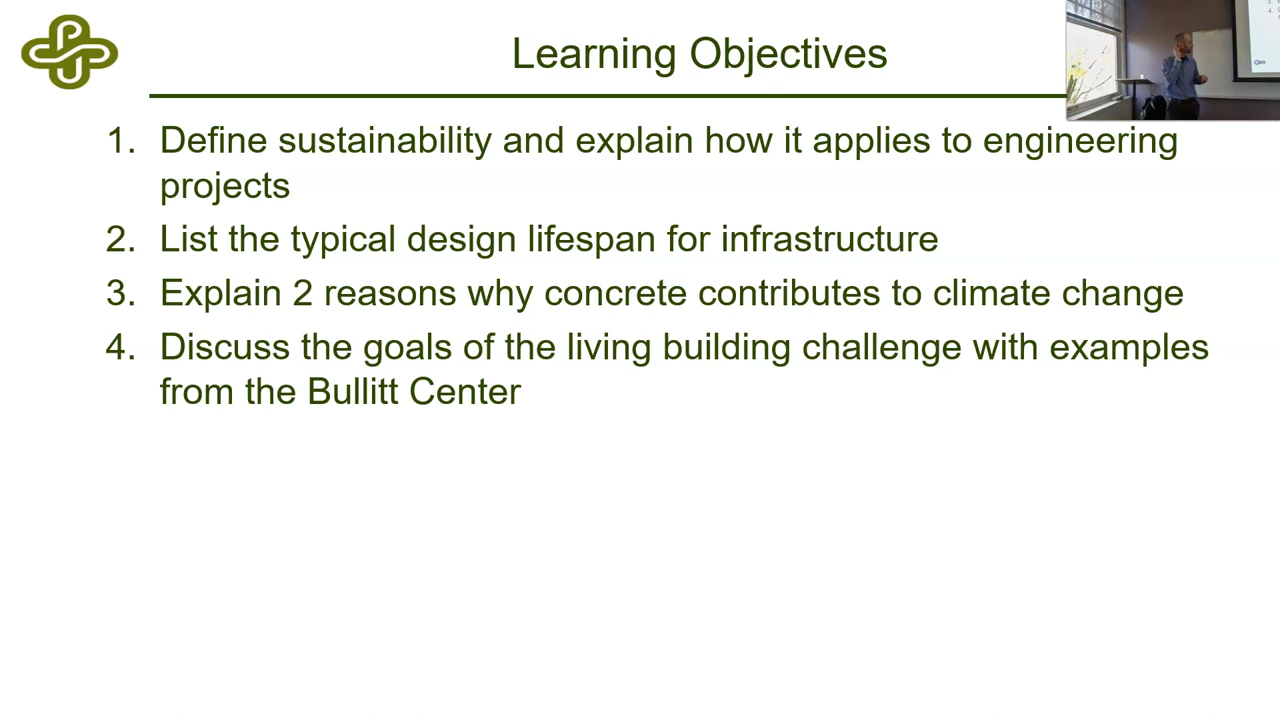 Learning Objectives
1. Define sustainability and explain how it applies to engineering
projects
2. List the typical design lifespan for infrastructure
3. Explain 2 reasons why concrete contributes to climate change
4. Discuss the goals of the living building challenge with examples
from the Bullitt Center